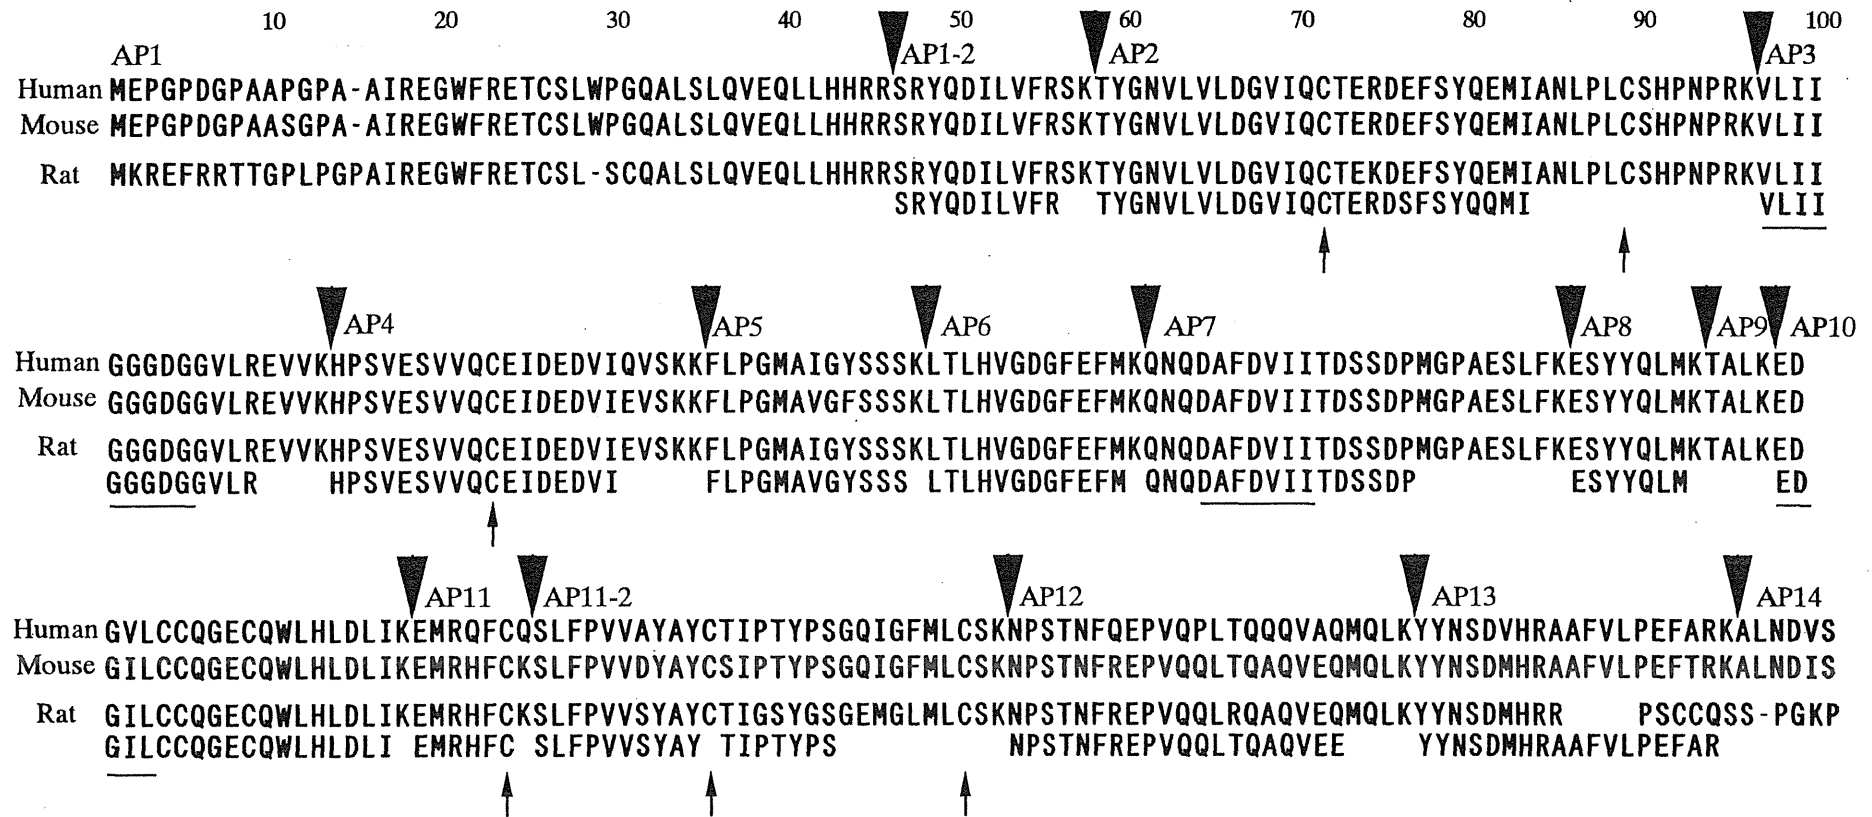 10 20 30 40 50 60 70 80 90 100
AP1 AP1-2 AP2 AP3
Human MEPGPDGPAAPGPA-AIREGWFRETCSLWPGQALSLQVEQLLHHRRSRYQDILVFRSKTYGNVLVLDGVIQCTERDEFSYQEMIANLPLCSHPNPRKVLII
Mouse MEPGPDGPAASGPA-AIREGWFRETCSLWPGQALSLQVEQLLHHRRSRYQDILVFRSKTYGNVLVLDGVIQCTERDEFSYQEMIANLPLCSHPNPRKVLII
Rat MKREFRRTTGPLPGPAIREGWFRETCSL-SCQALSLQVEQLLHHRRSRYQDILVFRSKTYGNVLVLDGVIQCTEKDEFSYQEMIANLPLCSHPNPRKVLII
SRYQDILVFR TYGNVLVLDGVIQCTERDSFSYQQMI VLII
AP4 AP5 AP6 AP7 AP8 AP9 AP10
Human GGGDGGVLREVVKHPSVESVVQCEIDEDVIQVSKKFLPGMAIGYSSSKLTLHVGDGFEFMKQNQDAFDVIITDSSDPMGPAESLFKESYYQLMKTALKED
Mouse GGGDGGVLREVVKHPSVESVVQCEIDEDVIEVSKKFLPGMAVGFSSSKLTLHVGDGFEFMKQNQDAFDVIITDSSDPMGPAESLFKESYYQLMKTALKED
Rat GGGDGGVLREVVKHPSVESVVQCEIDEDVIEVSKKFLPGMAIGYSSSKLTLHVGDGFEFMKQNQDAFDVIITDSSDPMGPAESLFKESYYQLMKTALKED
GGGDGGVLR HPSVESVVQCEIDEDVI FLPGMAVGYSSS LTLHVGDGFEFM QNQDAFDVIITDSSDP ESYYQLM ED
AP11 AP11-2 AP12 AP13 AP14
Human GVLCCQGECQWLHLDLIKEMRQFCQSLFPVVAYAYCTIPTYPSGQIGFMLCSKNPSTNFQEPVQPLTQQQVAQMQLKYYNSDVHRAAFVLPEFARKALNDVS
Mouse GILCCQGECQWLHLDLIKEMRHFCKSLFPVVDYAYCSIPTYPSGQIGFMLCSKNPSTNFREPVQQLTQAQVEQMQLKYYNSDMHRAAFVLPEFTRKALNDIS
Rat GILCCQGECQWLHLDLIKEMRHFCKSLFPVVSYAYCTIGSYGSGEMGLMLCSKNPSTNFREPVQQLRQAQVEQMQLKYYNSDMHRR PSCCQSS-PGKP
GILCCQGECQWLHLDLI EMRHFC SLFPVVSYAY TIPTYPS NPSTNFREPVQQLTQAQVEE YYNSDMHRAAFVLPEFAR